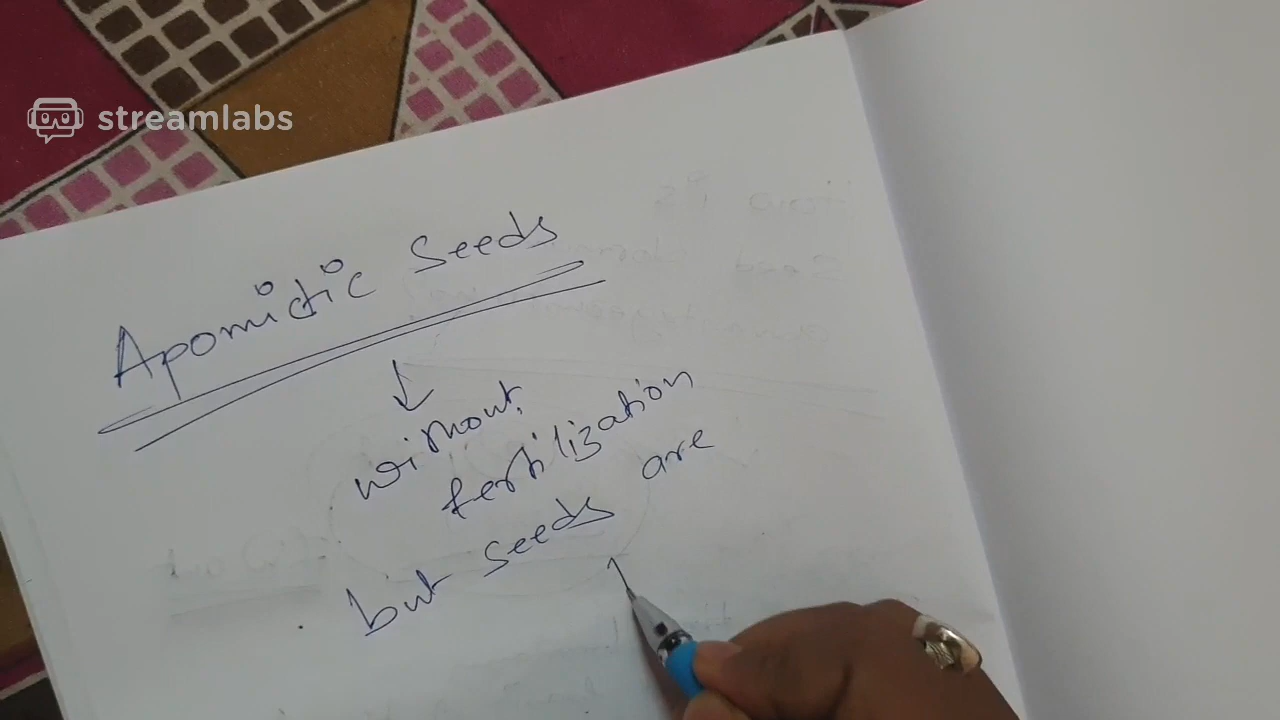 streamlabs
Apomictic Seeds
without
fertilization
but seeds are